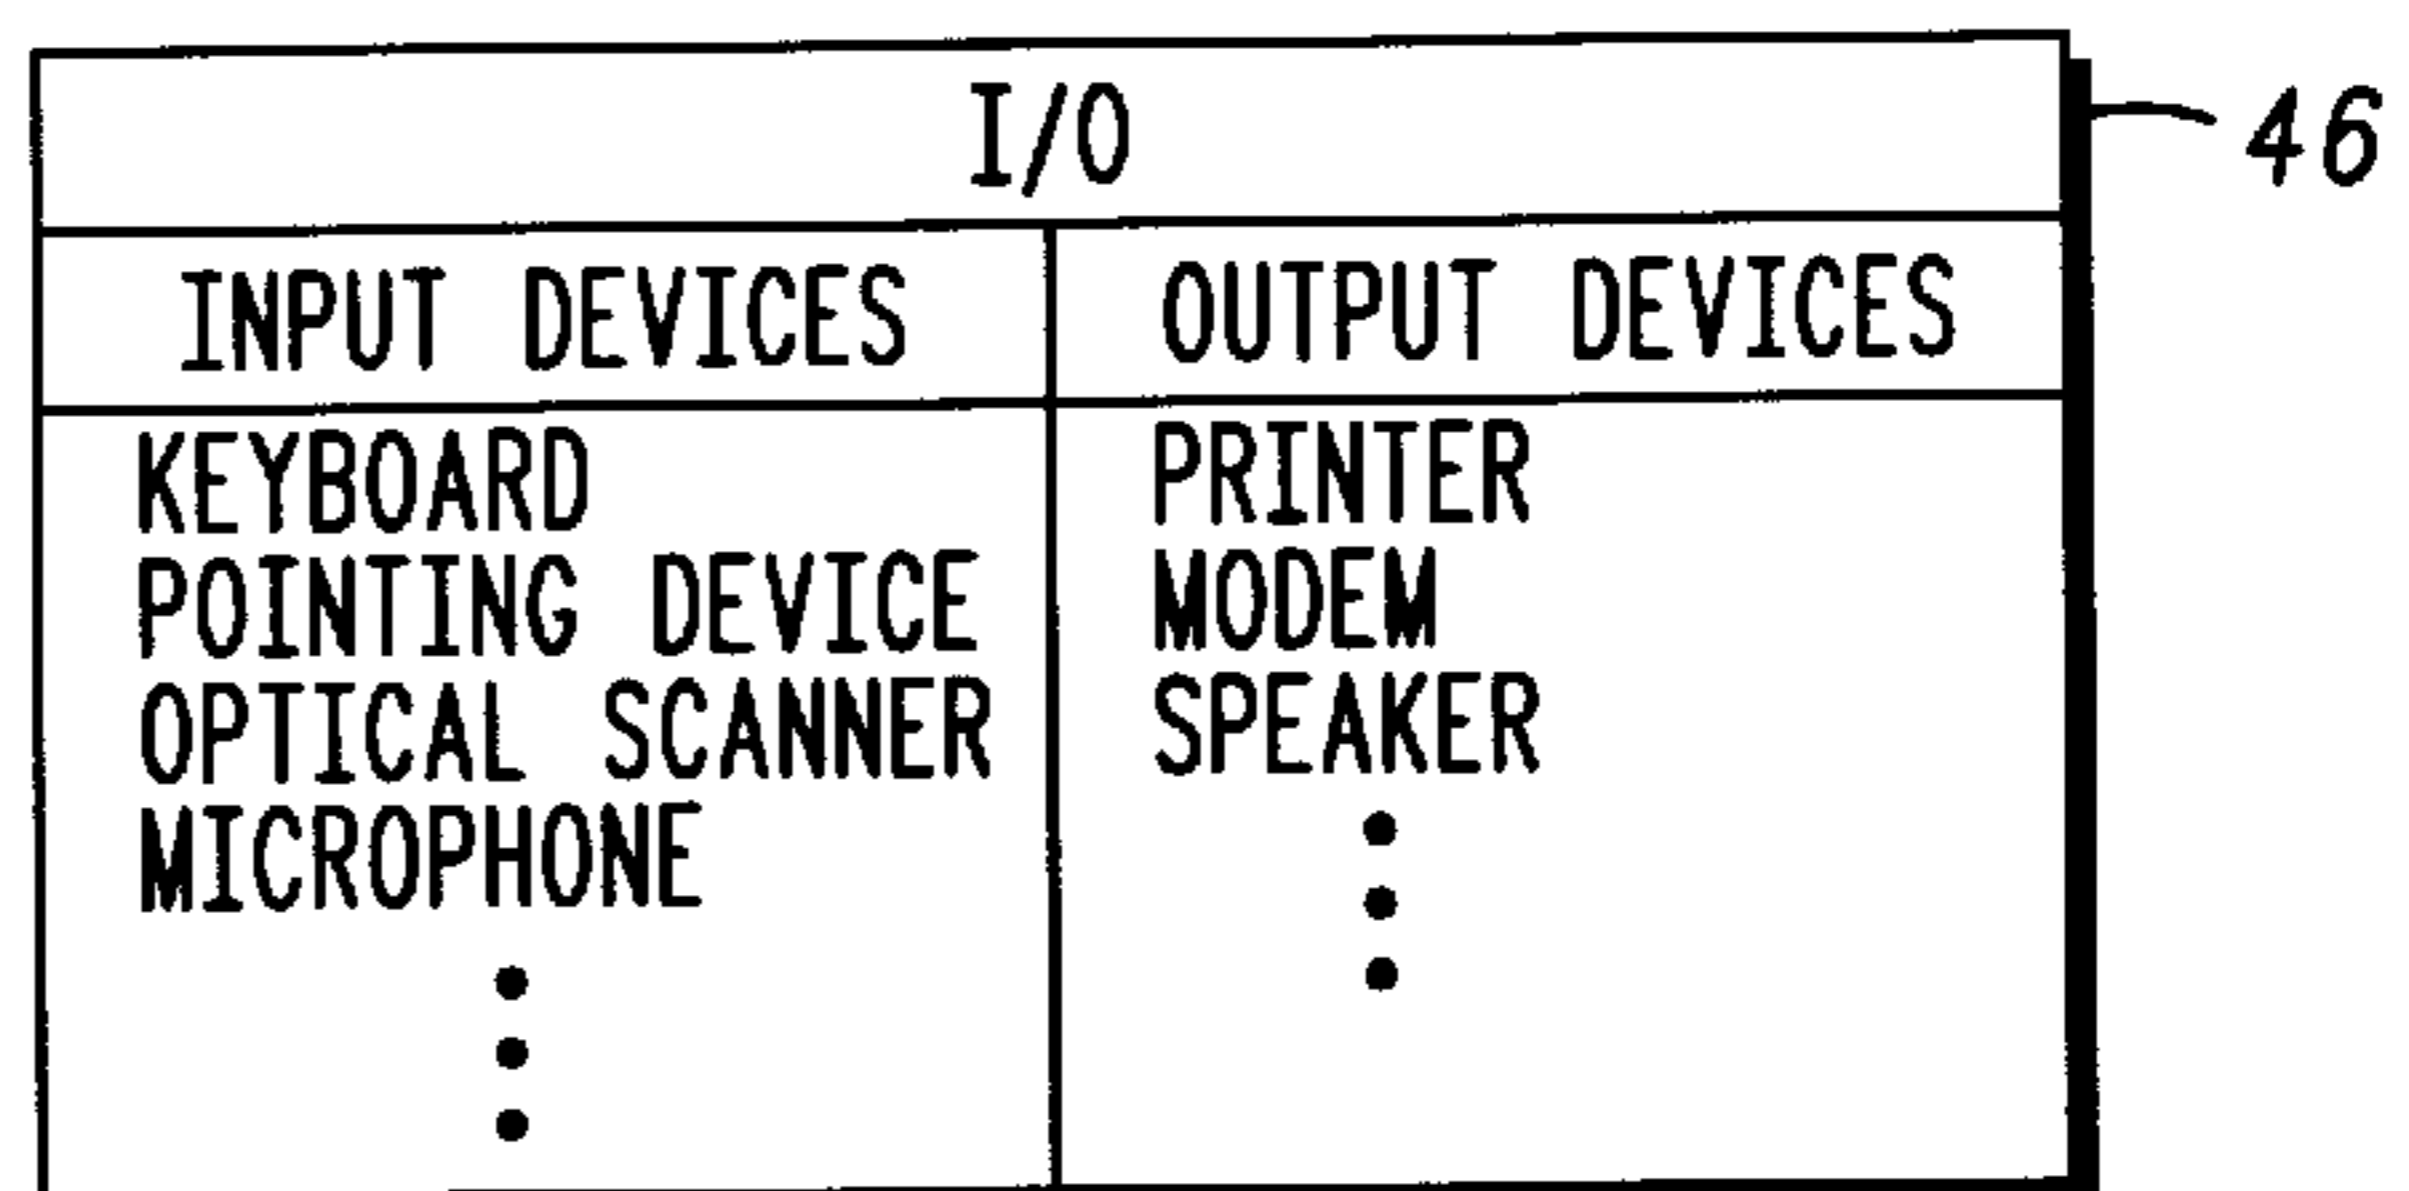 I/O
46
INPUT DEVICES
OUTPUT DEVICES
KEYBOARD
POINTING DEVICE
OPTICAL SCANNER
MICROPHONE
PRINTER
MODEM
SPEAKER